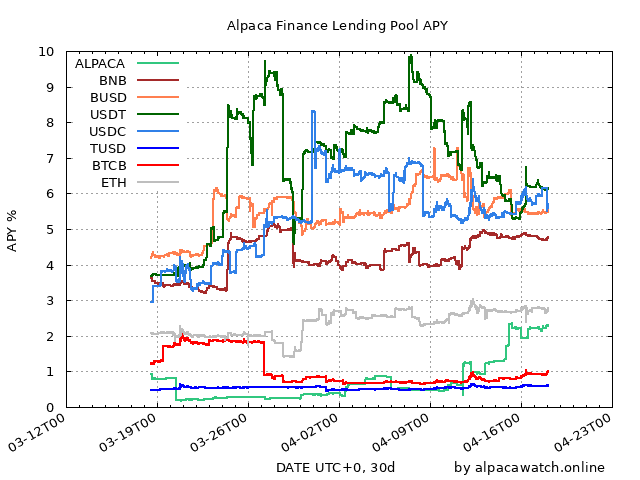 Alpaca Finance Lending Pool APY
10
9
8
7
6
5
4
3
2
1
0
APY %
ALPACA
BNB
BUSD
USDT
USDC
TUSD
BTCB
ETH
03-12T00
03-19T00
03-26T00
04-02T00
04-09T00
04-16T00
04-23T00
DATE UTC+0, 30d
by alpacawatch.online